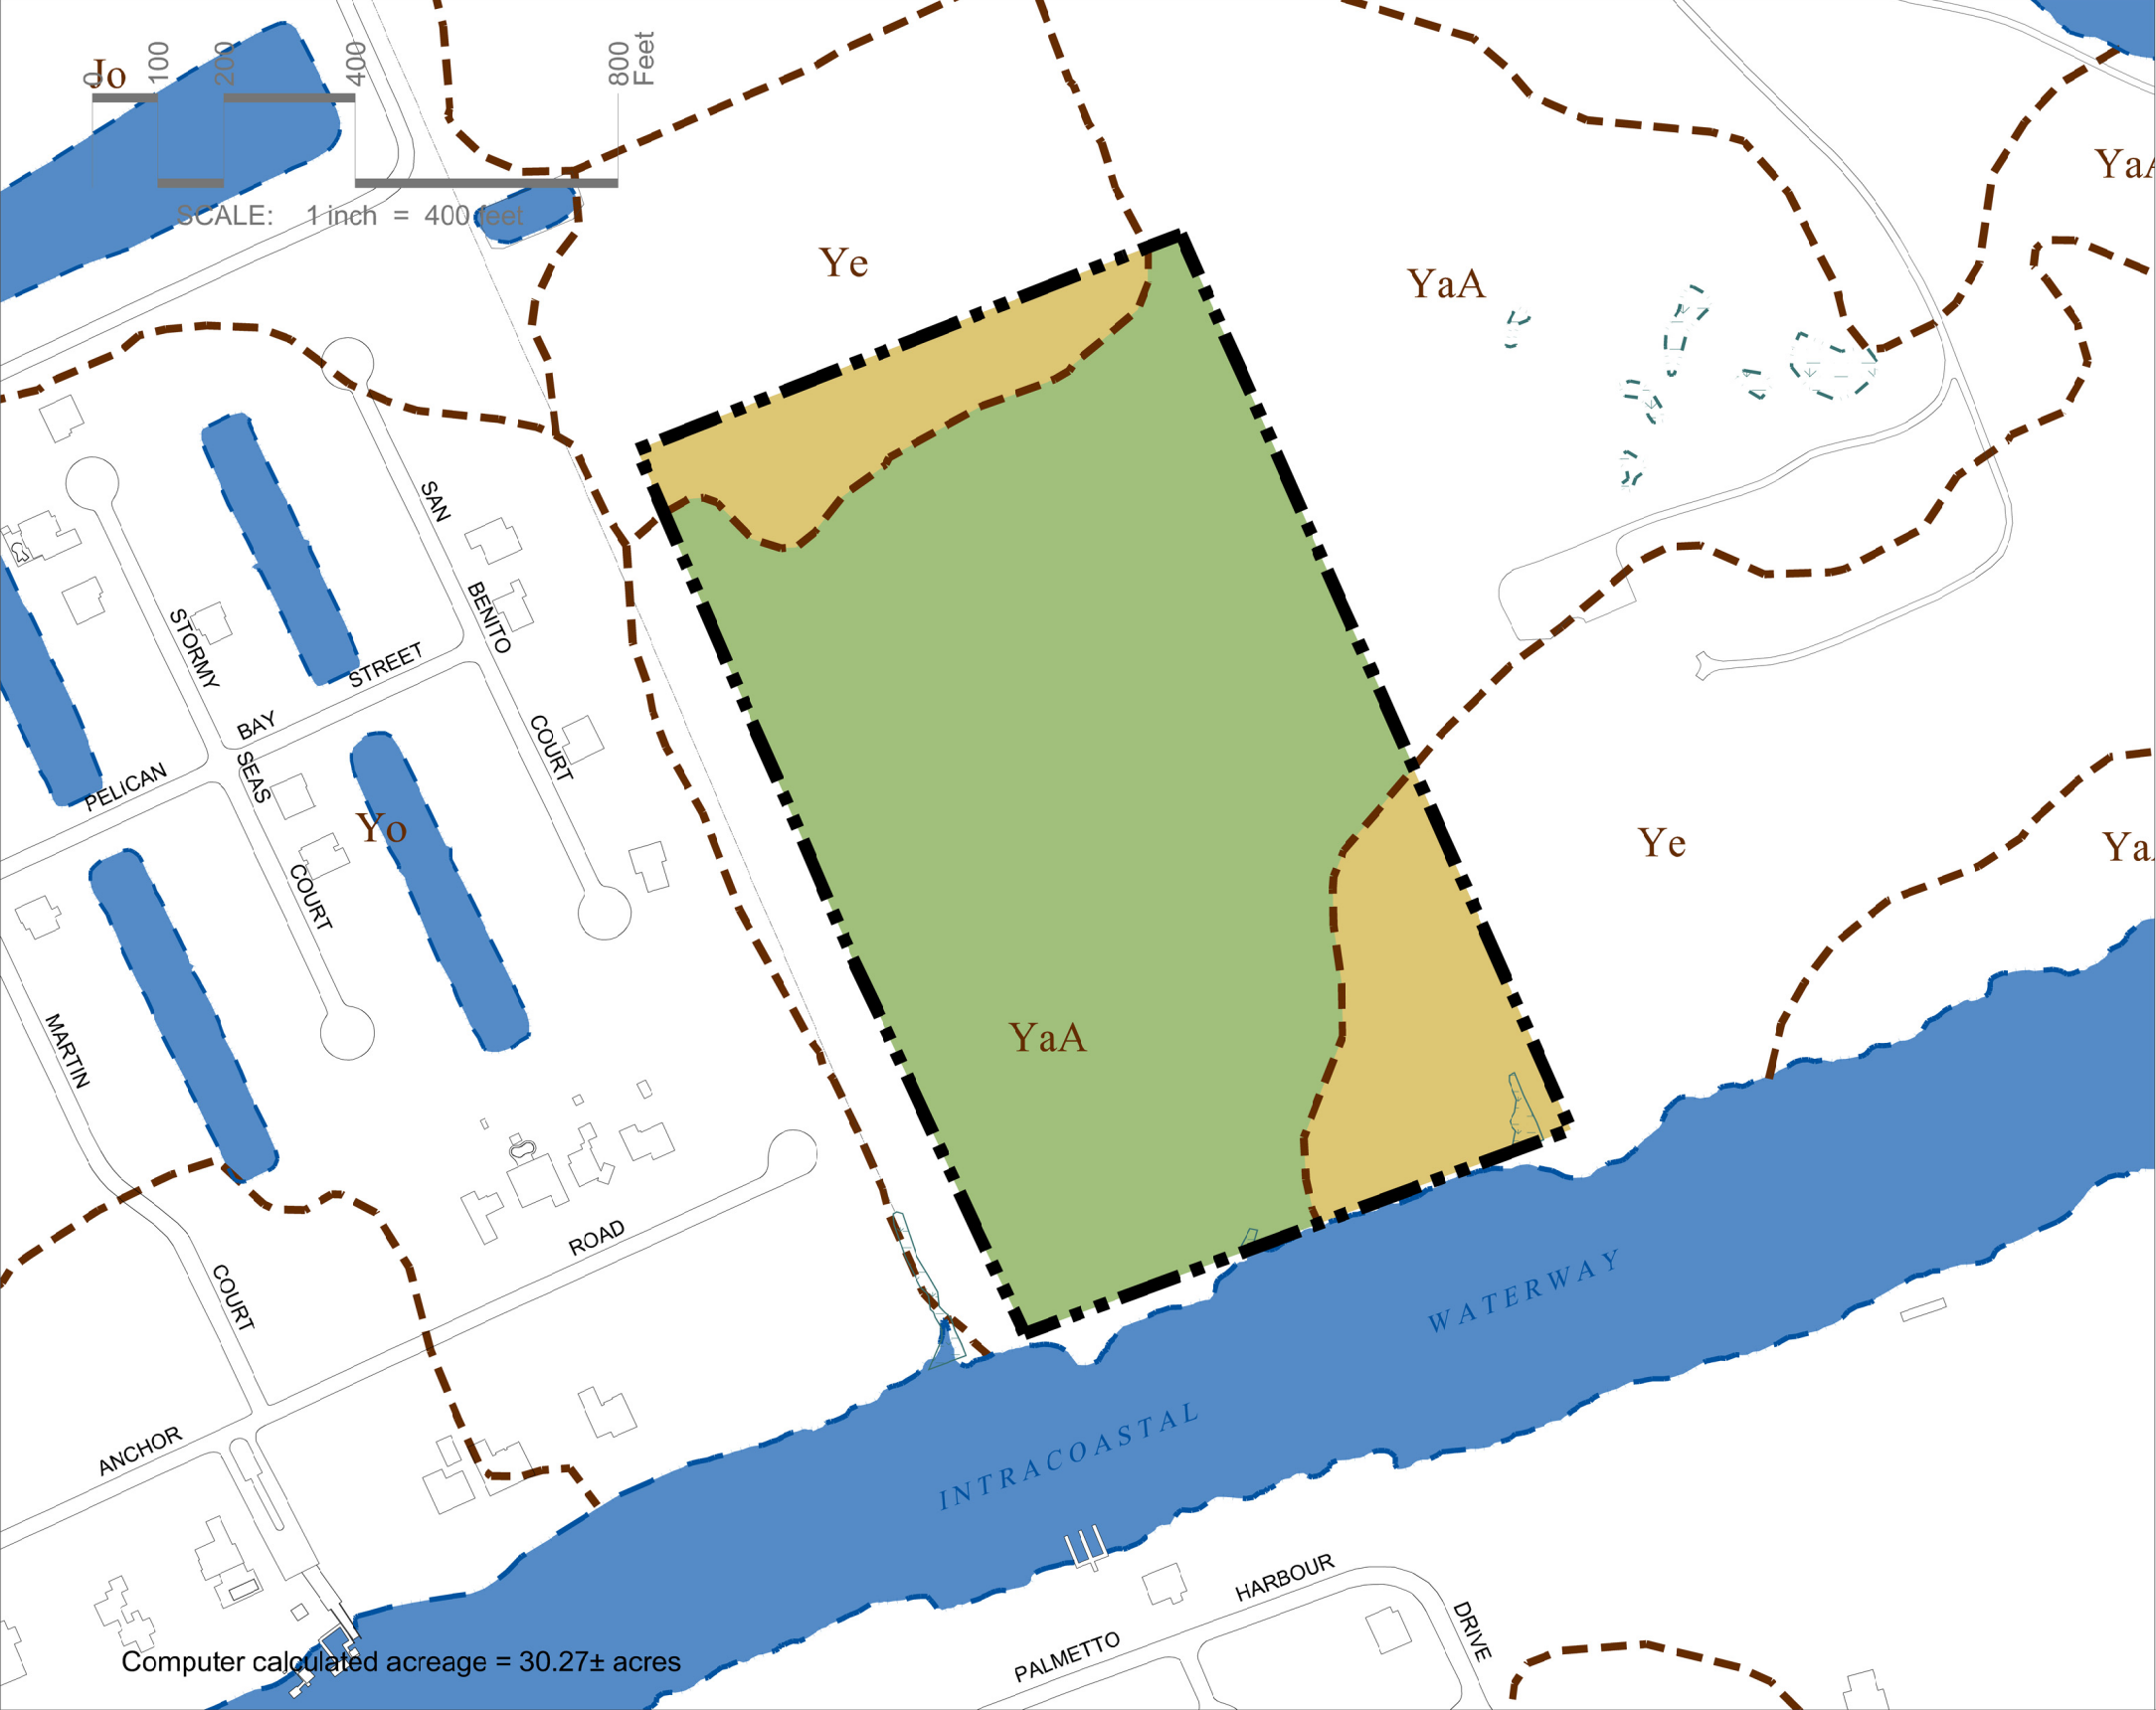 Jo
0
100
200
400
800
Feet
SCALE: 1 inch = 400 feet
Ye
YaA
YaA
SAN
BENITO
COURT
STORMY
SEAS
COURT
PELICAN
BAY
STREET
Yo
Ye
Ya
YaA
MARTIN
COURT
ROAD
ANCHOR
INTRACOASTAL
WATERWAY
PALMETTO
HARBOUR
DRIVE
Computer calculated acreage = 30.27± acres